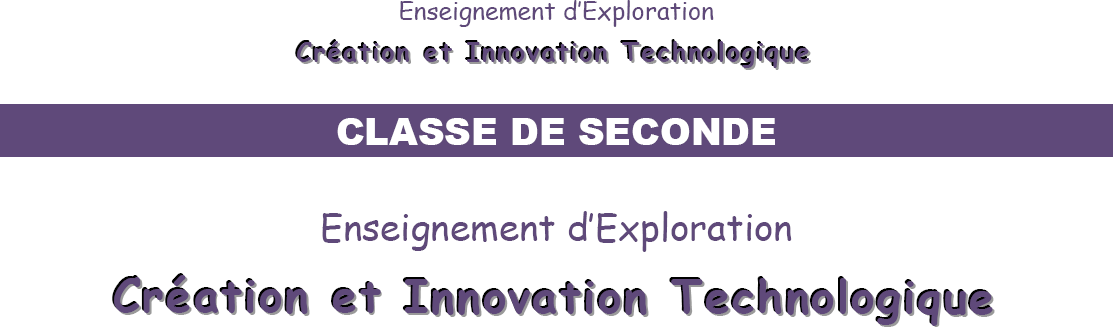 Enseignement d’Exploration
Création et Innovation Technologique
CLASSE DE SECONDE
Enseignement d’Exploration
Création et Innovation Technologique